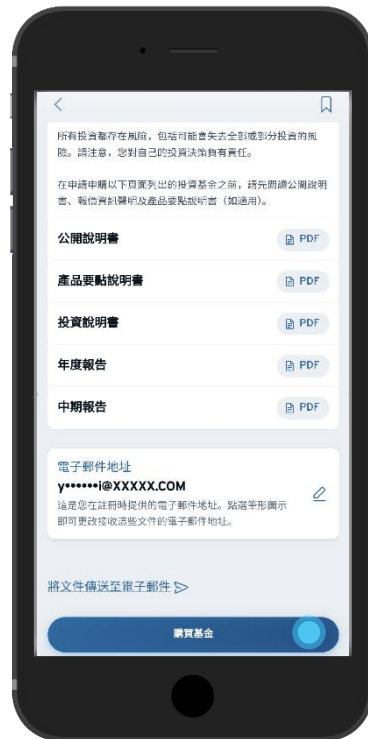 所有投資都存在風險，包括可能會失去全部或部分投資的風
險。請注意，您對自己的投資決策負有責任。
在申請申購以下頁面列出的投資基金之前，請先閱讀公開說明
書、報價資訊聲明及產品要點說明書（如適用）。
公開說明書 PDF
產品要點說明書 PDF
投資說明書 PDF
年度報告 PDF
中期報告 PDF
電子郵件地址
y••••••i@XXXXX.COM
這是您在註冊時提供的電子郵件地址。點選筆形圖示
即可更改接收這些文件的電子郵件地址。
將文件傳送至電子郵件
購買基金